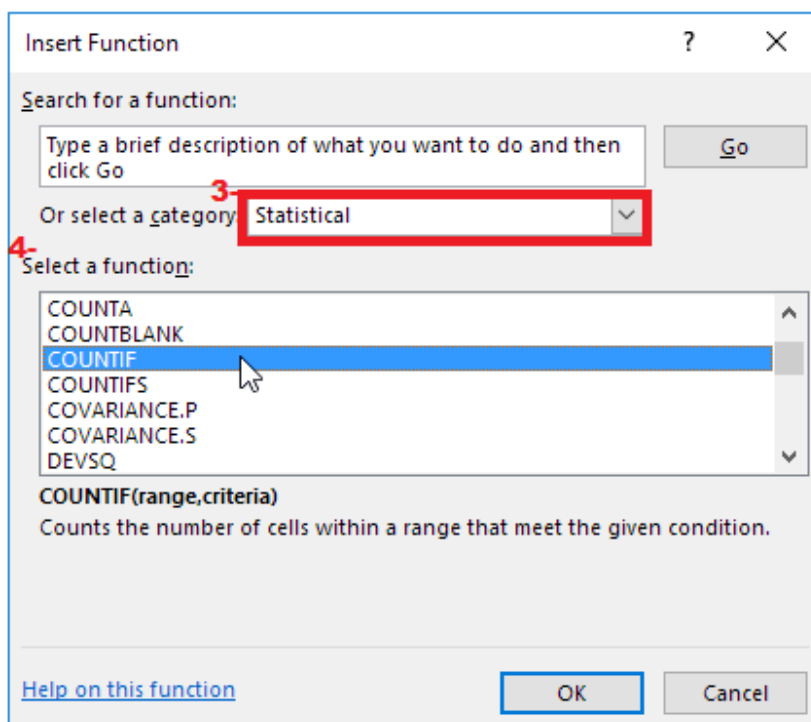 Insert Function ? ×
Search for a function:
Type a brief description of what you want to do and then
click Go
Go
3-
Or select a category: Statistical
4-
Select a function:
COUNTA
COUNTBLANK
COUNTIF
COUNTIFS
COVARIANCE.P
COVARIANCE.S
DEVSQ
COUNTIF(range,criteria)
Counts the number of cells within a range that meet the given condition.
Help on this function
OK
Cancel